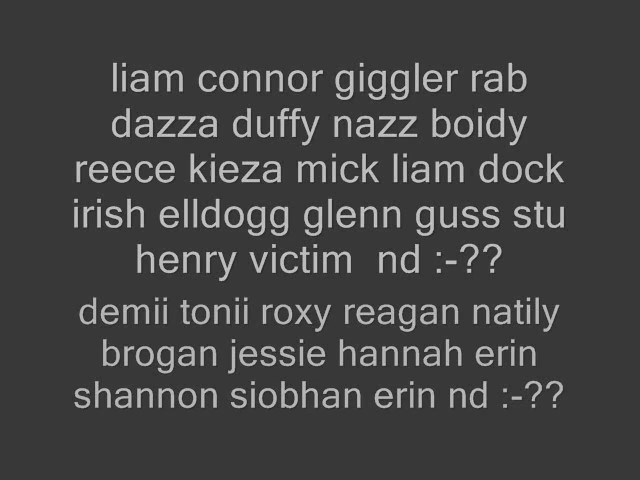 liam connor giggler rab
dazza duffy nazz boidy
reece kieza mick liam dock
irish elldogg glenn guss stu
henry victim  nd :-??
demii tonii roxy reagan natily
brogan jessie hannah erin
shannon siobhan erin nd :-??